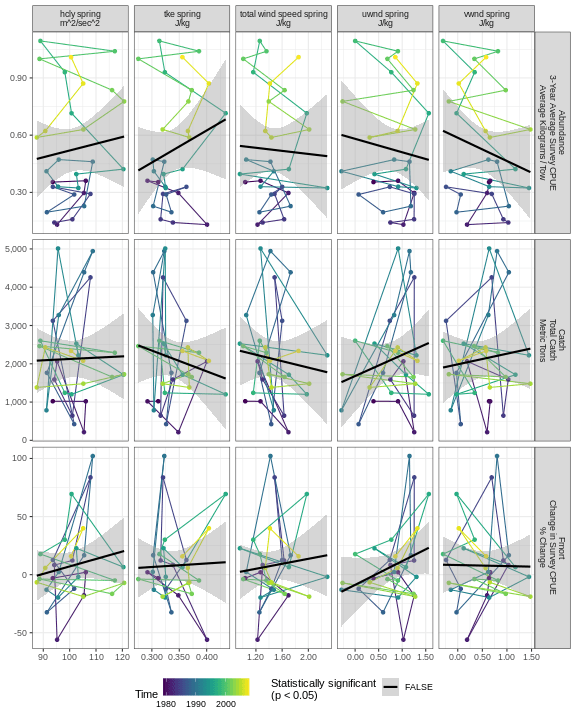 hcly spring
m^2/sec^2
tke spring
J/kg
total wind speed spring
J/kg
uwnd spring
J/kg
vwnd spring
J/kg
0.90
0.60
0.30
Abundance
3-Year Average Survey CPUE
Average Kilograms / Tow
5,000
4,000
3,000
2,000
1,000
0
Catch
Total Catch
Metric Tons
100
50
0
-50
Fmort
Change in Survey CPUE
% Change
90 100 110 120
0.300 0.350 0.400
1.20 1.60 2.00
0.00 0.50 1.00 1.50
0.00 0.50 1.00 1.50
Time
1980 1990 2000
Statistically significant
(p < 0.05)
FALSE